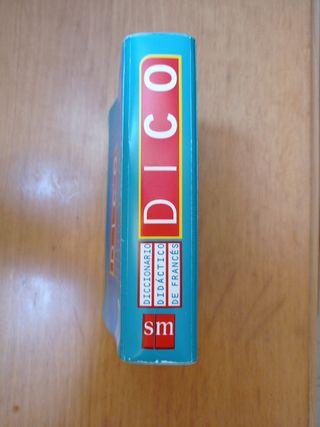 DICO
DICCIONARIO
DIDÁCTICO
DE FRANCÉS
sm